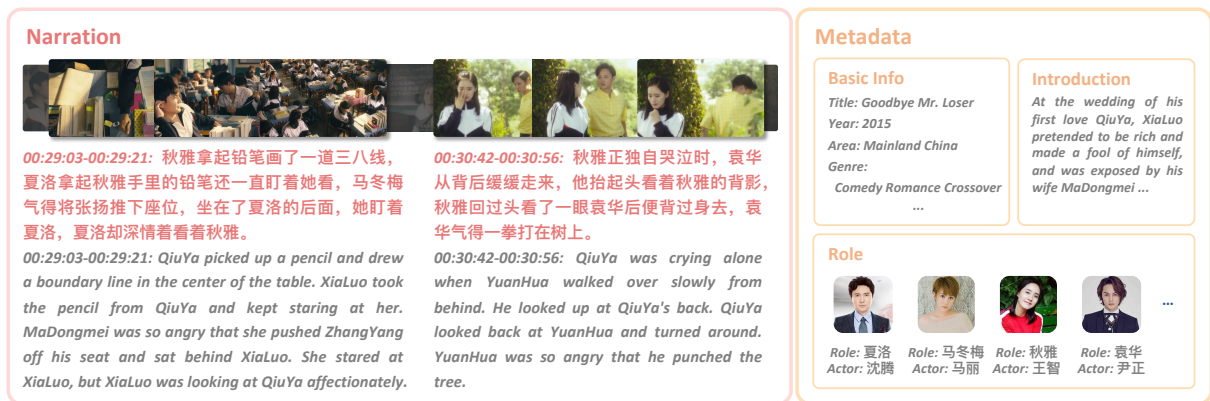 Narration
00:29:03-00:29:21: 秋雅拿起铅笔画了一道三八线，
夏洛拿起秋雅手里的铅笔还一直盯着她看，马冬梅
气得将张扬推下座位，坐在了夏洛的后面，她盯着
夏洛，夏洛却深情着看着秋雅。
00:29:03-00:29:21: QiuYa picked up a pencil and drew
a boundary line in the center of the table. XiaLuo took
the pencil from QiuYa and kept staring at her.
MaDongmei was so angry that she pushed ZhangYang
off his seat and sat behind XiaLuo. She stared at
XiaLuo, but XiaLuo was looking at QiuYa affectionately.
00:30:42-00:30:56: 秋雅正独自哭泣时，袁华
从背后缓缓走来，他抬起头看着秋雅的背影，
秋雅回过头看了一眼袁华后便背过身去，袁
华气得一拳打在树上。
00:30:42-00:30:56: QiuYa was crying alone
when YuanHua walked over slowly from
behind. He looked up at QiuYa's back. QiuYa
looked back at YuanHua and turned around.
YuanHua was so angry that he punched the
tree.
Metadata
Basic Info
Title: Goodbye Mr. Loser
Year: 2015
Area: Mainland China
Genre:
Comedy Romance Crossover
...
Introduction
At the wedding of his
first love QiuYa, XiaLuo
pretended to be rich and
made a fool of himself,
and was exposed by his
wife MaDongmei ...
Role
Role: 夏洛
Actor: 沈腾
Role: 马冬梅
Actor: 马丽
Role: 秋雅
Actor: 王智
Role: 袁华
Actor: 尹正
...